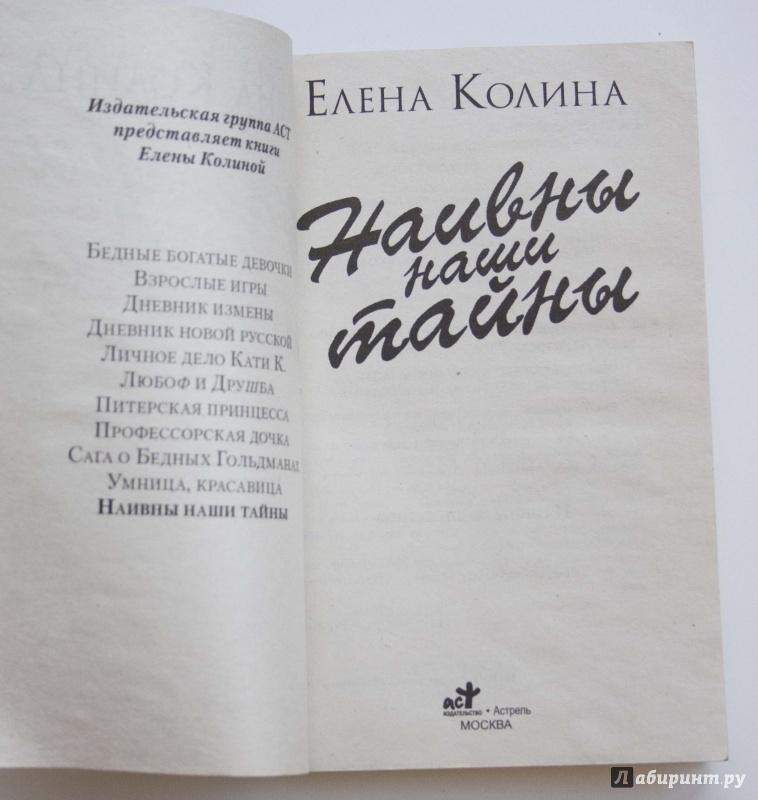 Издательская группа АСТ
представляет книги
Елены Колиной
Бедные богатые девочки
Взрослые игры
Дневник измены
Дневник новой русской
Личное дело Кати К.
Любоф и Друшба
Питерская принцесса
Профессорская дочка
Сага о Бедных Гольдманах
Умница, красавица
Наивны наши тайны
Елена Колина
Наивны
наши
тайны
аст
издательство • Астрель
МОСКВА
Лабиринт.ру